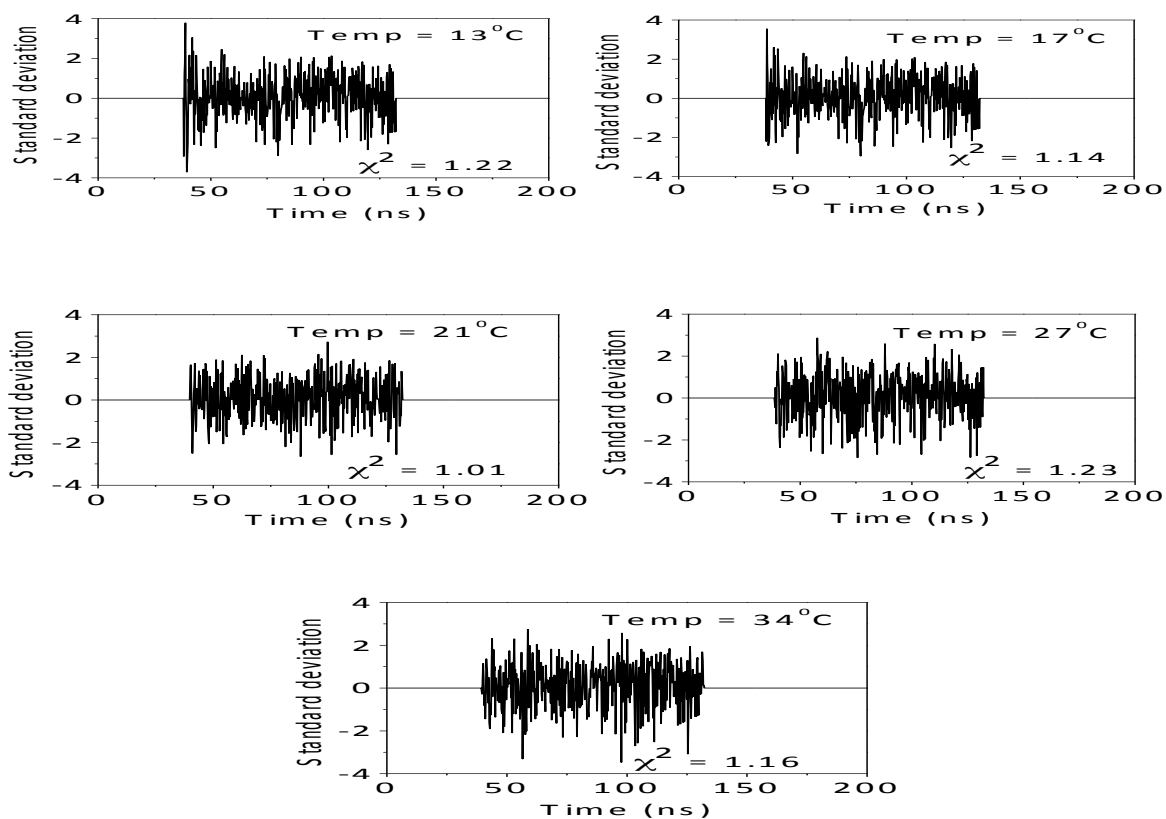 Standard deviation
4
2
0
-2
-4
Temp = 13°C
χ² = 1.22
0 50 100 150 200
Time (ns)
Standard deviation
4
2
0
-2
-4
Temp = 17°C
χ² = 1.14
0 50 100 150 200
Time (ns)
Standard deviation
4
2
0
-2
-4
Temp = 21°C
χ² = 1.01
0 50 100 150 200
Time (ns)
Standard deviation
4
2
0
-2
-4
Temp = 27°C
χ² = 1.23
0 50 100 150 200
Time (ns)
Standard deviation
4
2
0
-2
-4
Temp = 34°C
χ² = 1.16
0 50 100 150 200
Time (ns)